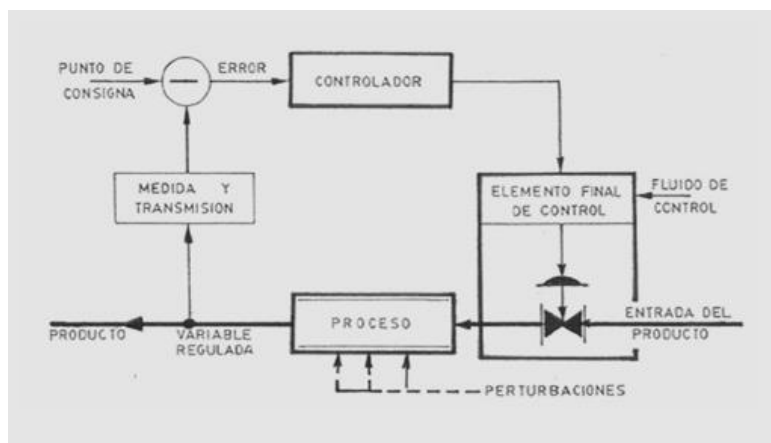 PUNTO DE
CONSIGNA
ERROR
CONTROLADOR
MEDIDA Y
TRANSMISION
ELEMENTO FINAL
DE CONTROL
FLUIDO DE
CONTROL
PRODUCTO
VARIABLE
REGULADA
PROCESO
ENTRADA DEL
PRODUCTO
PERTURBACIONES